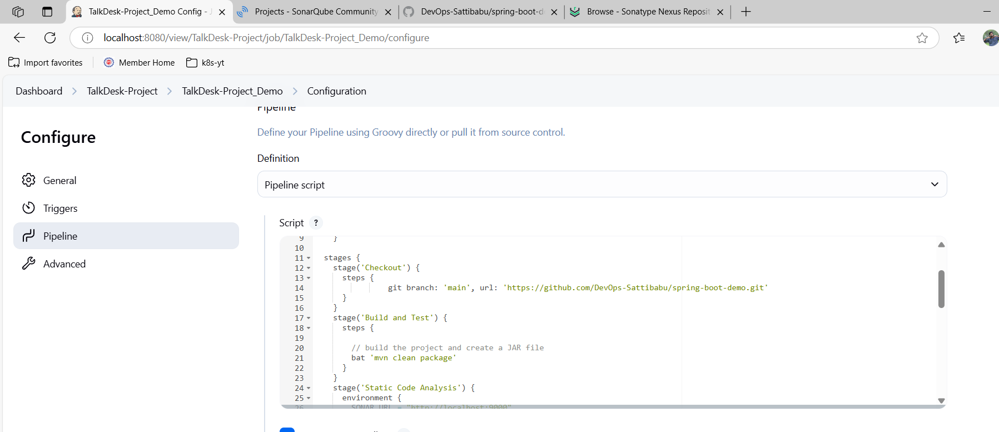 TalkDesk-Project_Demo Config - J
Projects - SonarQube Community
DevOps-Sattibabu/spring-boot-d
Browse - Sonatype Nexus Reposit
localhost:8080/view/TalkDesk-Project/job/TalkDesk-Project_Demo/configure
Import favorites
Member Home
k8s-yt
Dashboard > TalkDesk-Project > TalkDesk-Project_Demo > Configuration
Configure
General
Triggers
Pipeline
Advanced
Pipeline
Define your Pipeline using Groovy directly or pull it from source control.
Definition
Pipeline script
Script ?
9 }
10
11 stages {
12 stage('Checkout') {
13 steps {
14 git branch: 'main', url: 'https://github.com/DevOps-Sattibabu/spring-boot-demo.git'
15 }
16 }
17 stage('Build and Test') {
18 steps {
19
20 // build the project and create a JAR file
21 bat 'mvn clean package'
22 }
23 }
24 stage('Static Code Analysis') {
25 environment {
26 SONAR_URL = "http://localhost:9000"